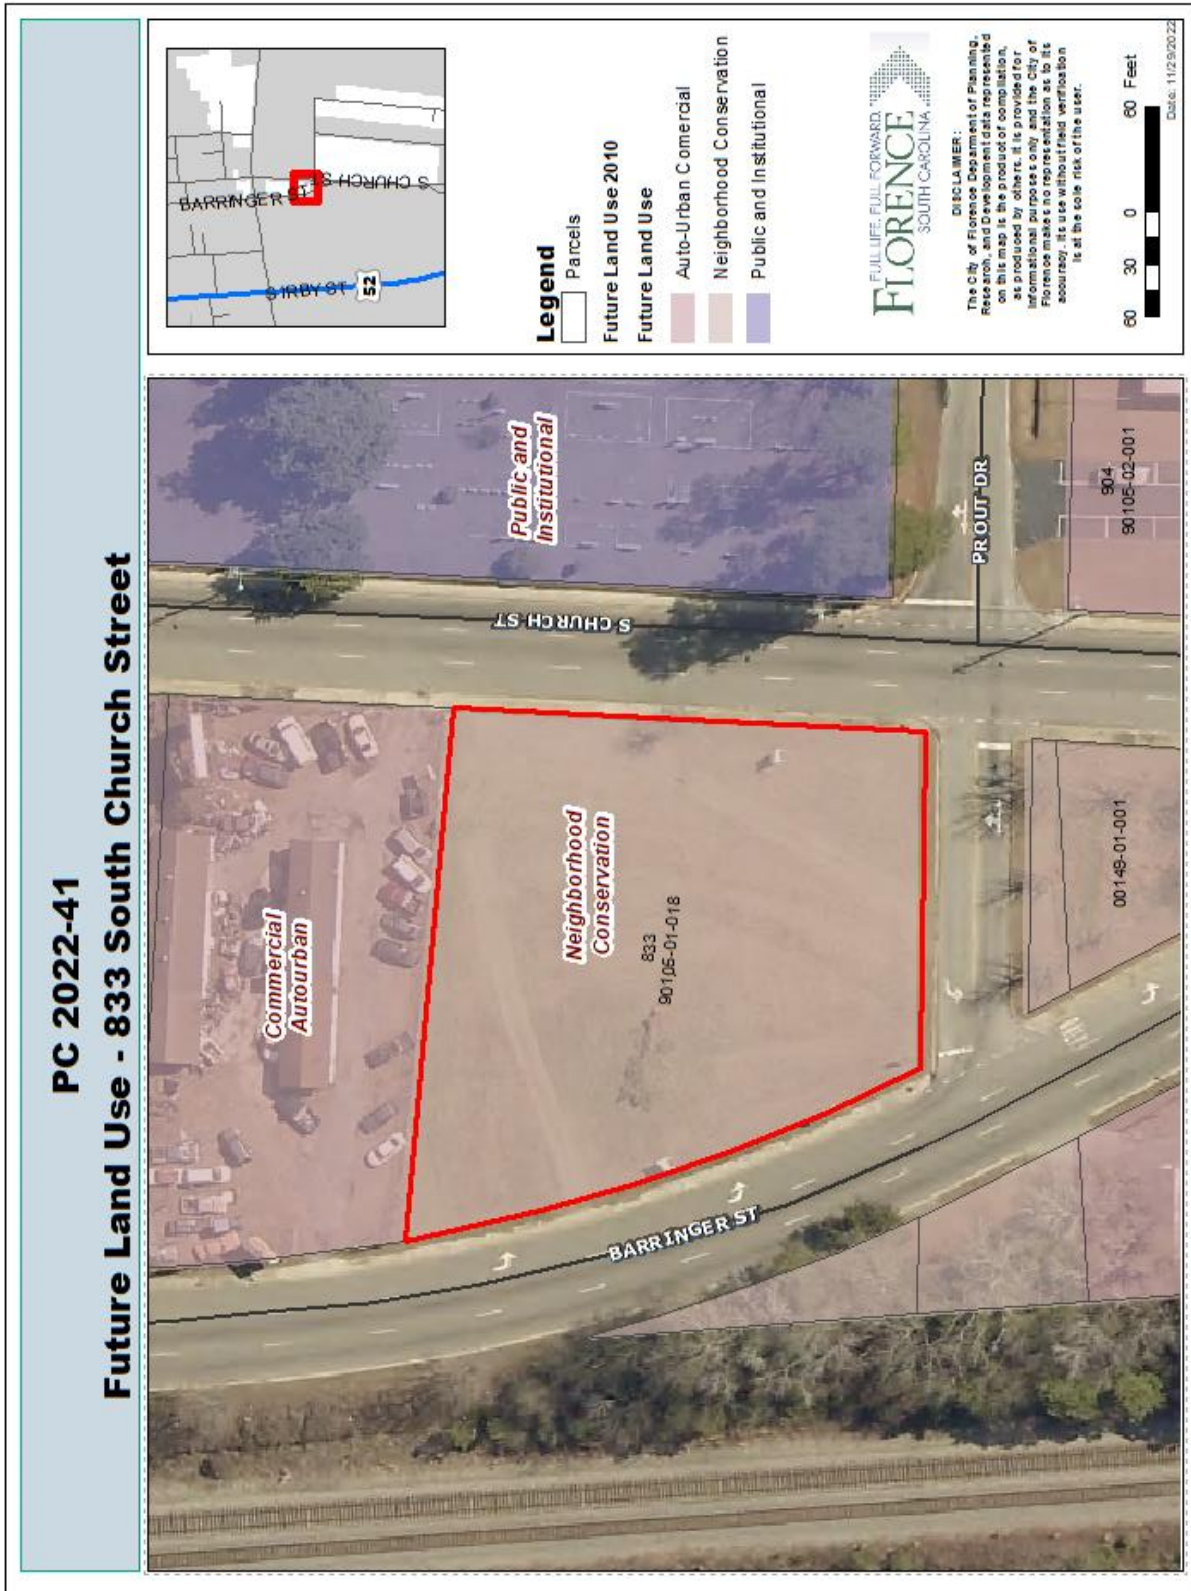 PC 2022-41
Future Land Use - 833 South Church Street
Commercial
Autourban
Neighborhood
Conservation
833
90105-01-018
Public and
Institutional
S CHURCH ST
BARRINGER ST
PROUT DR
904
90105-02-001
00149-01-001
BARRINGER ST
S CHURCH ST
S IRBY ST
52
Legend
Parcels
Future Land Use 2010
Future Land Use
Auto-Urban Comercial
Neighborhood Conservation
Public and Institutional
FULL LIFE. FULL FORWARD.
FLORENCE
SOUTH CAROLINA
DISCLAIMER:
The City of Florence Deparment of Planning,
Research, and Development data represented
on this map is the product of compilation,
as produced by others. It is provided for
informational purposes only and the City of
Florence makes no representation as to its
accuracy. Its use without field verification
is at the sole risk of the user.
60 30 0 60 Feet
Date: 11/29/2022